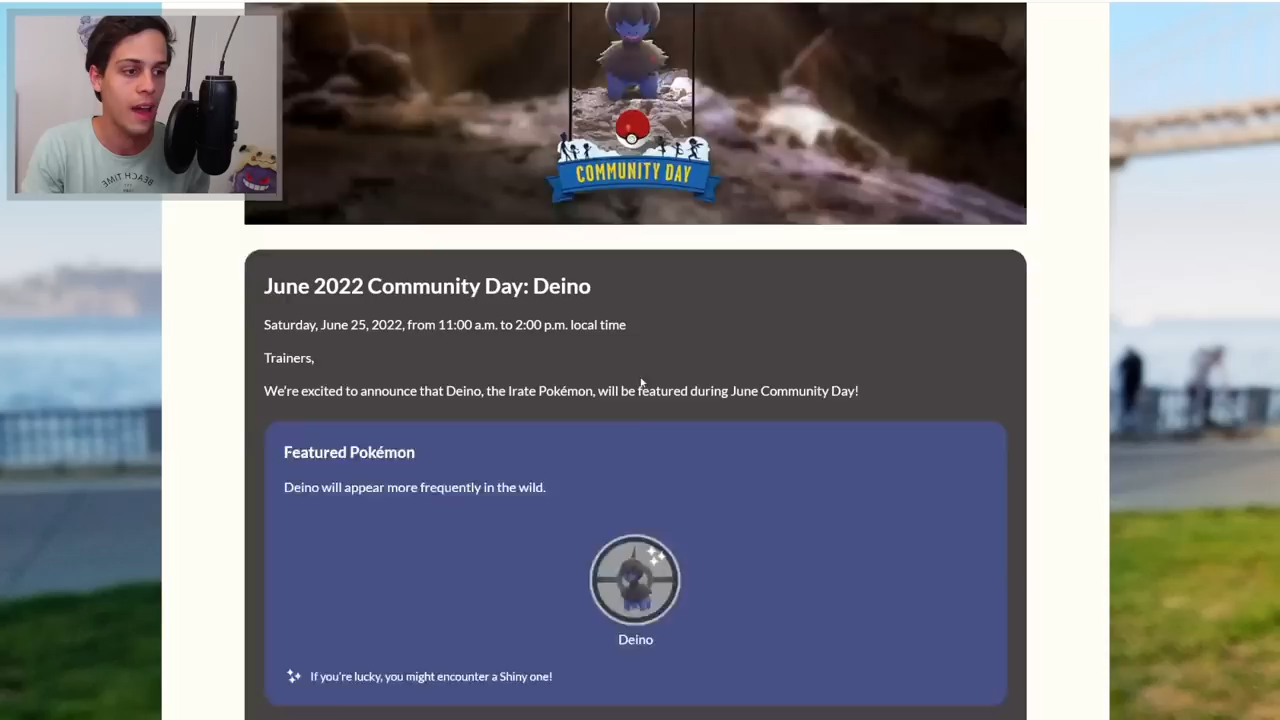 BEACH TIME
COMMUNITY DAY
June 2022 Community Day: Deino
Saturday, June 25, 2022, from 11:00 a.m. to 2:00 p.m. local time
Trainers,
We're excited to announce that Deino, the Irate Pokémon, will be featured during June Community Day!
Featured Pokémon
Deino will appear more frequently in the wild.
Deino
If you're lucky, you might encounter a Shiny one!